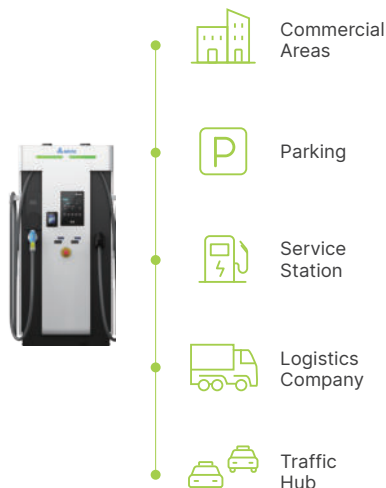 Commercial
Areas
P
Parking
Service
Station
Logistics
Company
Traffic
Hub